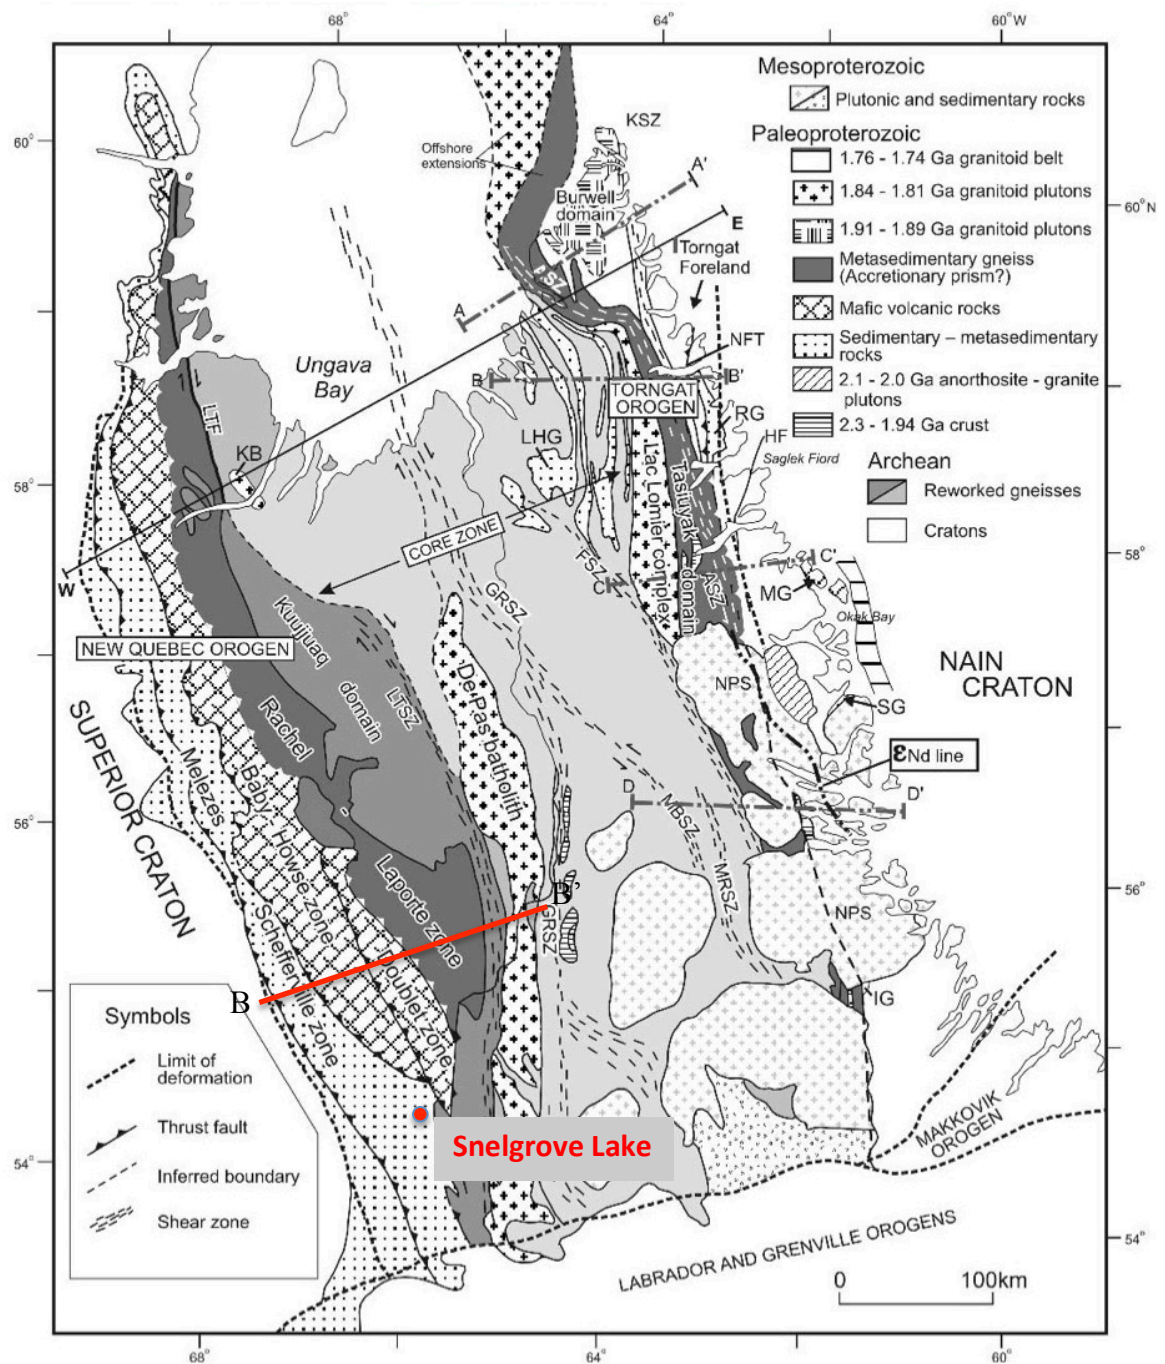 68°
64°
60°W
60°
60°N
58°
58°
56°
56°
54°
54°
68°
64°
60°
Mesoproterozoic
Plutonic and sedimentary rocks
Paleoproterozoic
1.76 - 1.74 Ga granitoid belt
1.84 - 1.81 Ga granitoid plutons
1.91 - 1.89 Ga granitoid plutons
Metasedimentary gneiss
(Accretionary prism?)
Mafic volcanic rocks
Sedimentary – metasedimentary
rocks
2.1 - 2.0 Ga anorthosite - granite
plutons
2.3 - 1.94 Ga crust
Archean
Reworked gneisses
Cratons
Offshore
extensions
KSZ
A'
Burwell
domain
E
Torngat
Foreland
A
NFT
Ungava
Bay
B
B'
TORNGAT
OROGEN
RG
HF
Saglek Fiord
LTF
KB
LHG
Lac Lomier complex
Tasiuyak domain
ASZ
CORE ZONE
FSZ
C
C'
MG
Okak Bay
W
GRSZ
NEW QUEBEC OROGEN
Kuujjuaq
domain
LTSZ
De Pas batholith
NPS
NAIN
CRATON
SG
Rachel
SUPERIOR CRATON
Melezes
Baby
Howse zone
εNd line
D
D'
MBSZ
MRSZ
Laporte zone
B'
GRSZ
NPS
B
Schefferville zone
Doublet zone
IG
Symbols
Limit of
deformation
Thrust fault
Inferred boundary
Shear zone
Snelgrove Lake
MAKKOVIK
OROGEN
LABRADOR AND GRENVILLE OROGENS
0 100km